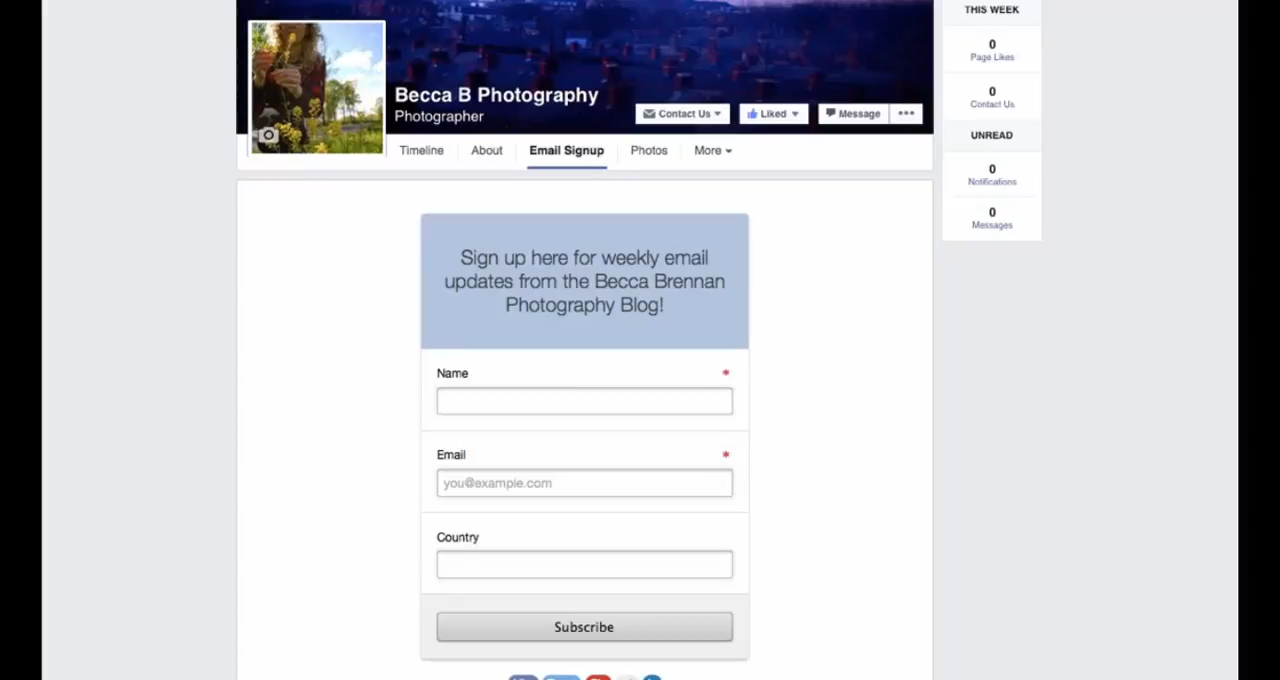 THIS WEEK
0
Page Likes
0
Contact Us
UNREAD
0
Notifications
0
Messages
Becca B Photography
Photographer
Contact Us
Liked
Message
Timeline
About
Email Signup
Photos
More
Sign up here for weekly email
updates from the Becca Brennan
Photography Blog!
Name *
Email *
you@example.com
Country
Subscribe